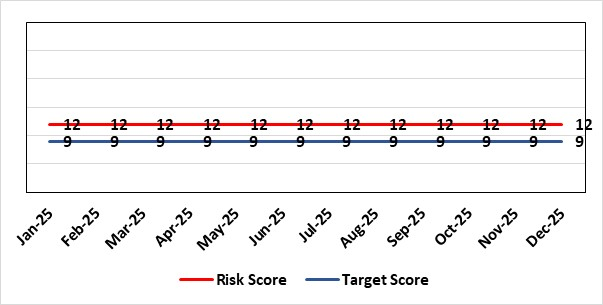 12 12 12 12 12 12 12 12 12 12 12 12
9 9 9 9 9 9 9 9 9 9 9 9
Jan-25 Feb-25 Mar-25 Apr-25 May-25 Jun-25 Jul-25 Aug-25 Sep-25 Oct-25 Nov-25 Dec-25
Risk Score Target Score